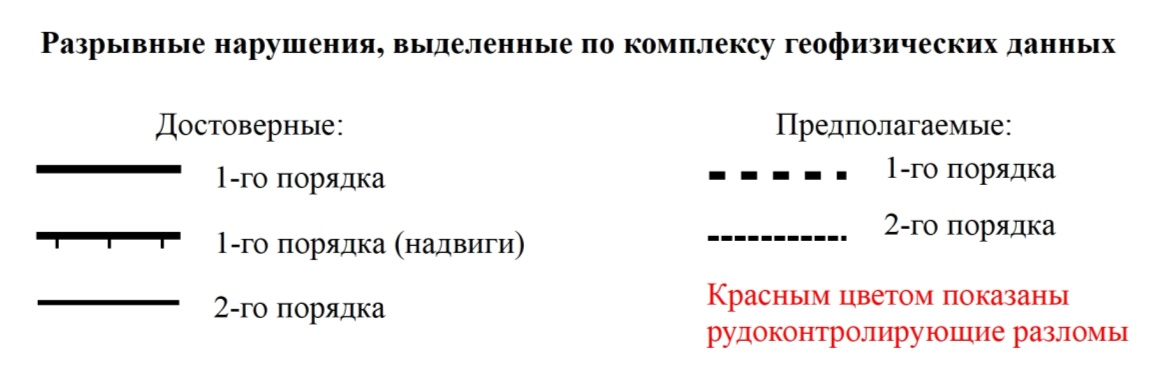 Разрывные нарушения, выделенные по комплексу геофизических данных
Достоверные:
1-го порядка
1-го порядка (надвиги)
2-го порядка
Предполагаемые:
1-го порядка
2-го порядка
Красным цветом показаны
рудоконтролирующие разломы